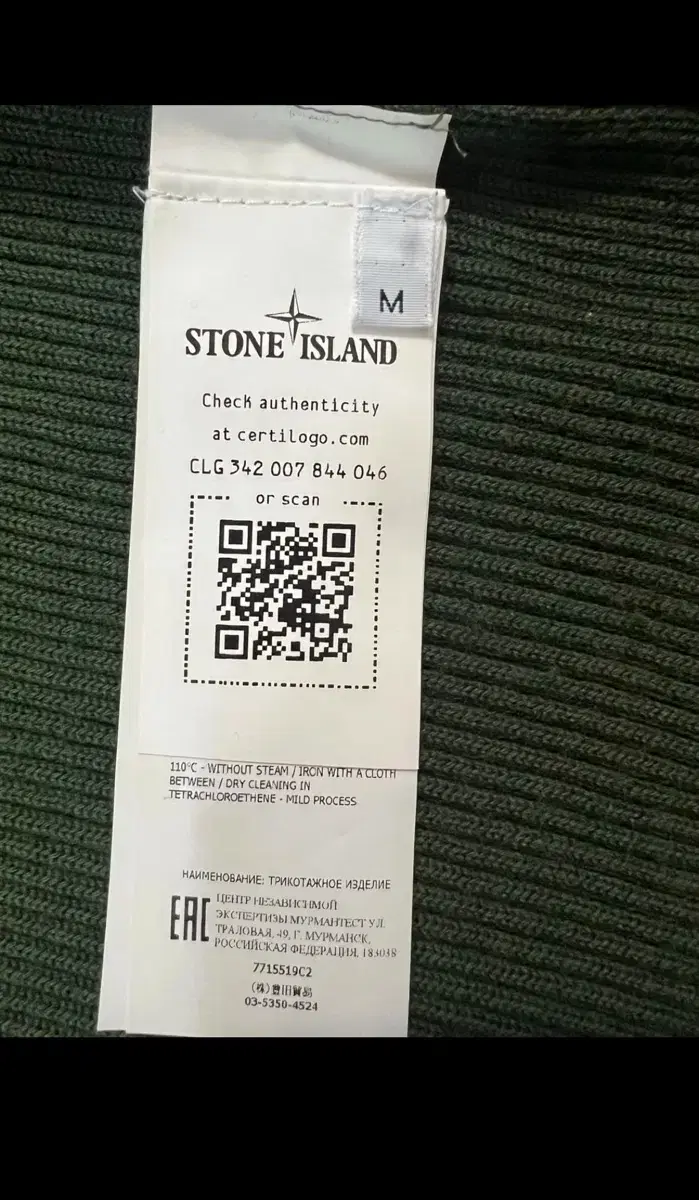 M
STONE ISLAND
Check authenticity
at certilogo.com
CLG 342 007 844 046
or scan
110°C - WITHOUT STEAM / IRON WITH A CLOTH
BETWEEN / DRY CLEANING IN
TETRACHLOROETHENE - MILD PROCESS
НАИМЕНОВАНИЕ: ТРИКОТАЖНОЕ ИЗДЕЛИЕ
EAC
ЦЕНТР НЕЗАВИСИМОЙ
ЭКСПЕРТИЗЫ МУРМАНТЕСТ УЛ.
ТРАЛОВАЯ, 49, Г. МУРМАНСК,
РОССИЙСКАЯ ФЕДЕРАЦИЯ, 183038
7715519C2
(株)豊田貿易
03-5350-4524